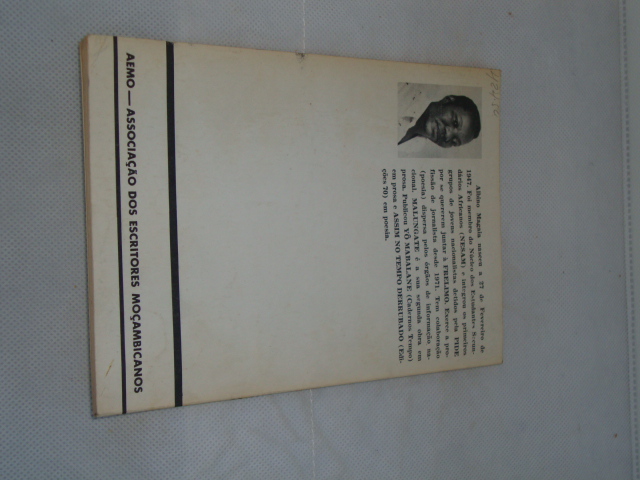 Albino Magaia nasceu a 27 de Fevereiro de
1947. Foi membro do Núcleo dos Estudantes Secun-
dários Africanos (NESAM) e integrou os primeiros
grupos de jovens nacionalistas detidos pela PIDE
por se quererem juntar à FRELIMO. Exerce a pro-
fissão de jornalista desde 1971. Tem colaboração
(poesia) dispersa pelos órgãos de informação na-
cional. MALUNGATE é a sua segunda obra em
prosa. Publicou YÔ MABALANE (Cadernos Tempo)
em prosa e ASSIM NO TEMPO DERRUBADO (Edi-
ções 70) em poesia.
AEMO — ASSOCIAÇÃO DOS ESCRITORES MOÇAMBICANOS